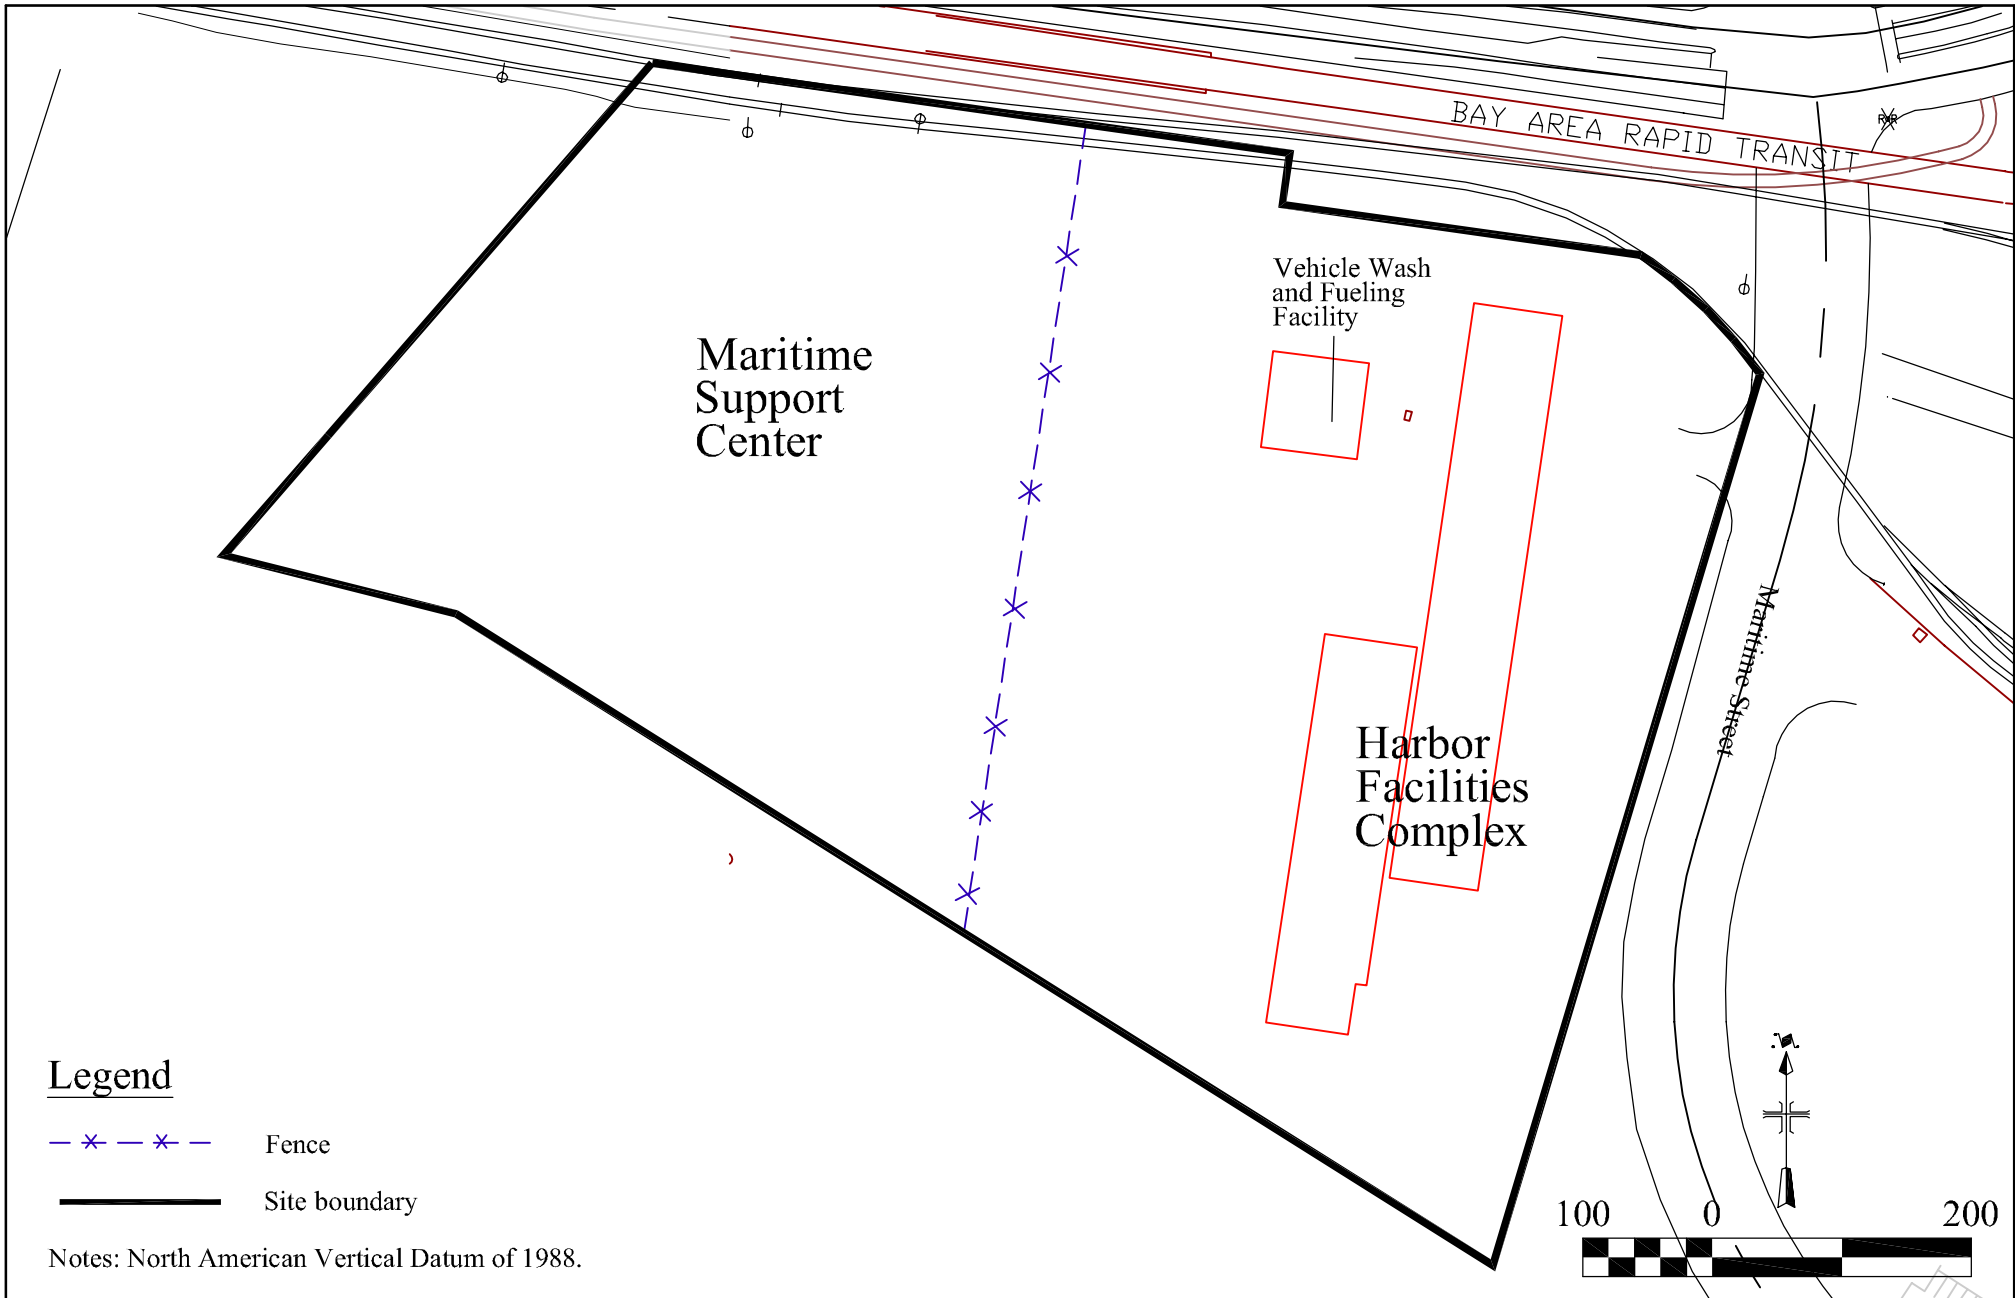 BAY AREA RAPID TRANSIT
RR
Vehicle Wash
and Fueling
Facility
Maritime
Support
Center
Maritime Street
Harbor
Facilities
Complex
Legend
Fence
Site boundary
Notes: North American Vertical Datum of 1988.
N
100 0 200